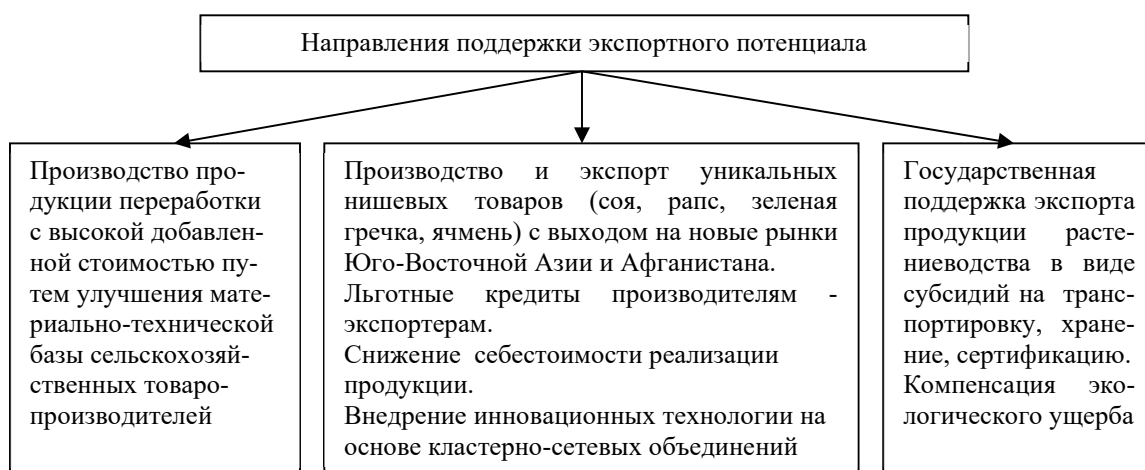 Направления поддержки экспортного потенциала
Производство про-
дукции переработки
с высокой добавлен-
ной стоимостью пу-
тем улучшения мате-
риально-технической
базы сельскохозяй-
ственных товаро-
производителей
Производство и экспорт уникальных
нишевых товаров (соя, рапс, зеленая
гречка, ячмень) с выходом на новые рынки
Юго-Восточной Азии и Афганистана.
Льготные кредиты производителям -
экспортерам.
Снижение себестоимости реализации
продукции.
Внедрение инновационных технологии на
основе кластерно-сетевых объединений
Государственная
поддержка экспорта
продукции расте-
ниеводства в виде
субсидий на транс-
портировку, хране-
ние, сертификацию.
Компенсация эко-
логического ущерба